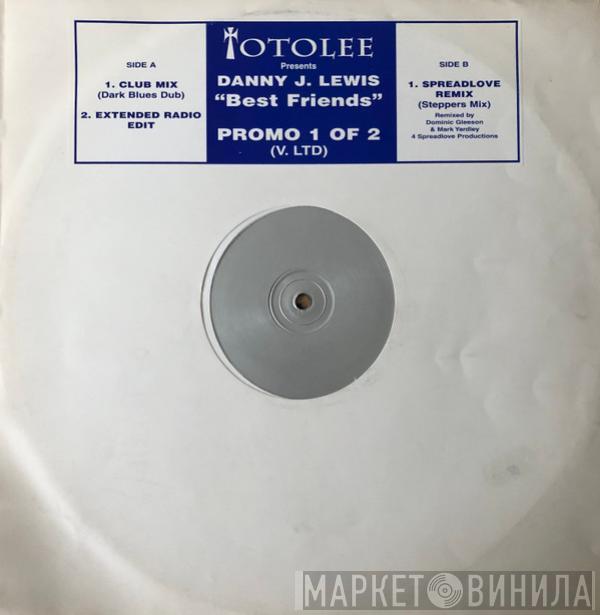 TOTOLEE
Presents
DANNY J. LEWIS
"Best Friends"
PROMO 1 OF 2
(V. LTD)
SIDE A
1. CLUB MIX
(Dark Blues Dub)
2. EXTENDED RADIO
EDIT
SIDE B
1. SPREADLOVE
REMIX
(Steppers Mix)
Remixed by
Dominic Gleeson
& Mark Yerdley
4 Spreadlove Productions
МАРКЕТ ВИНИЛА